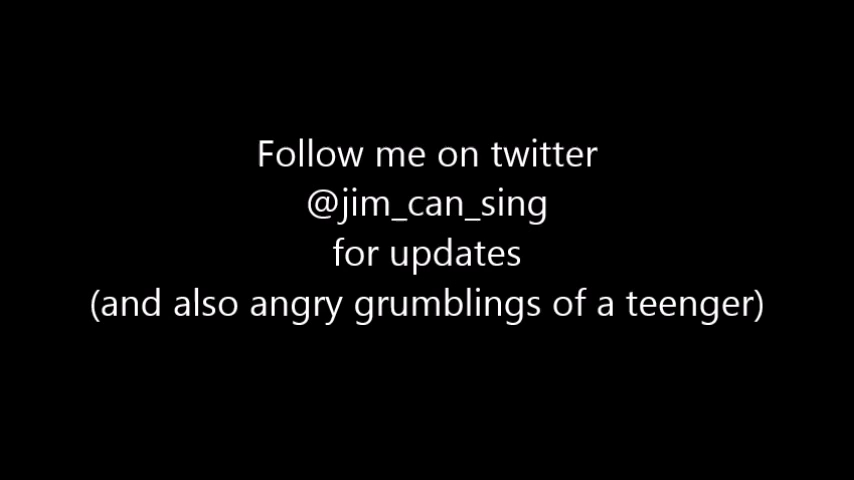 Follow me on twitter
@jim_can_sing
for updates
(and also angry grumblings of a teenger)